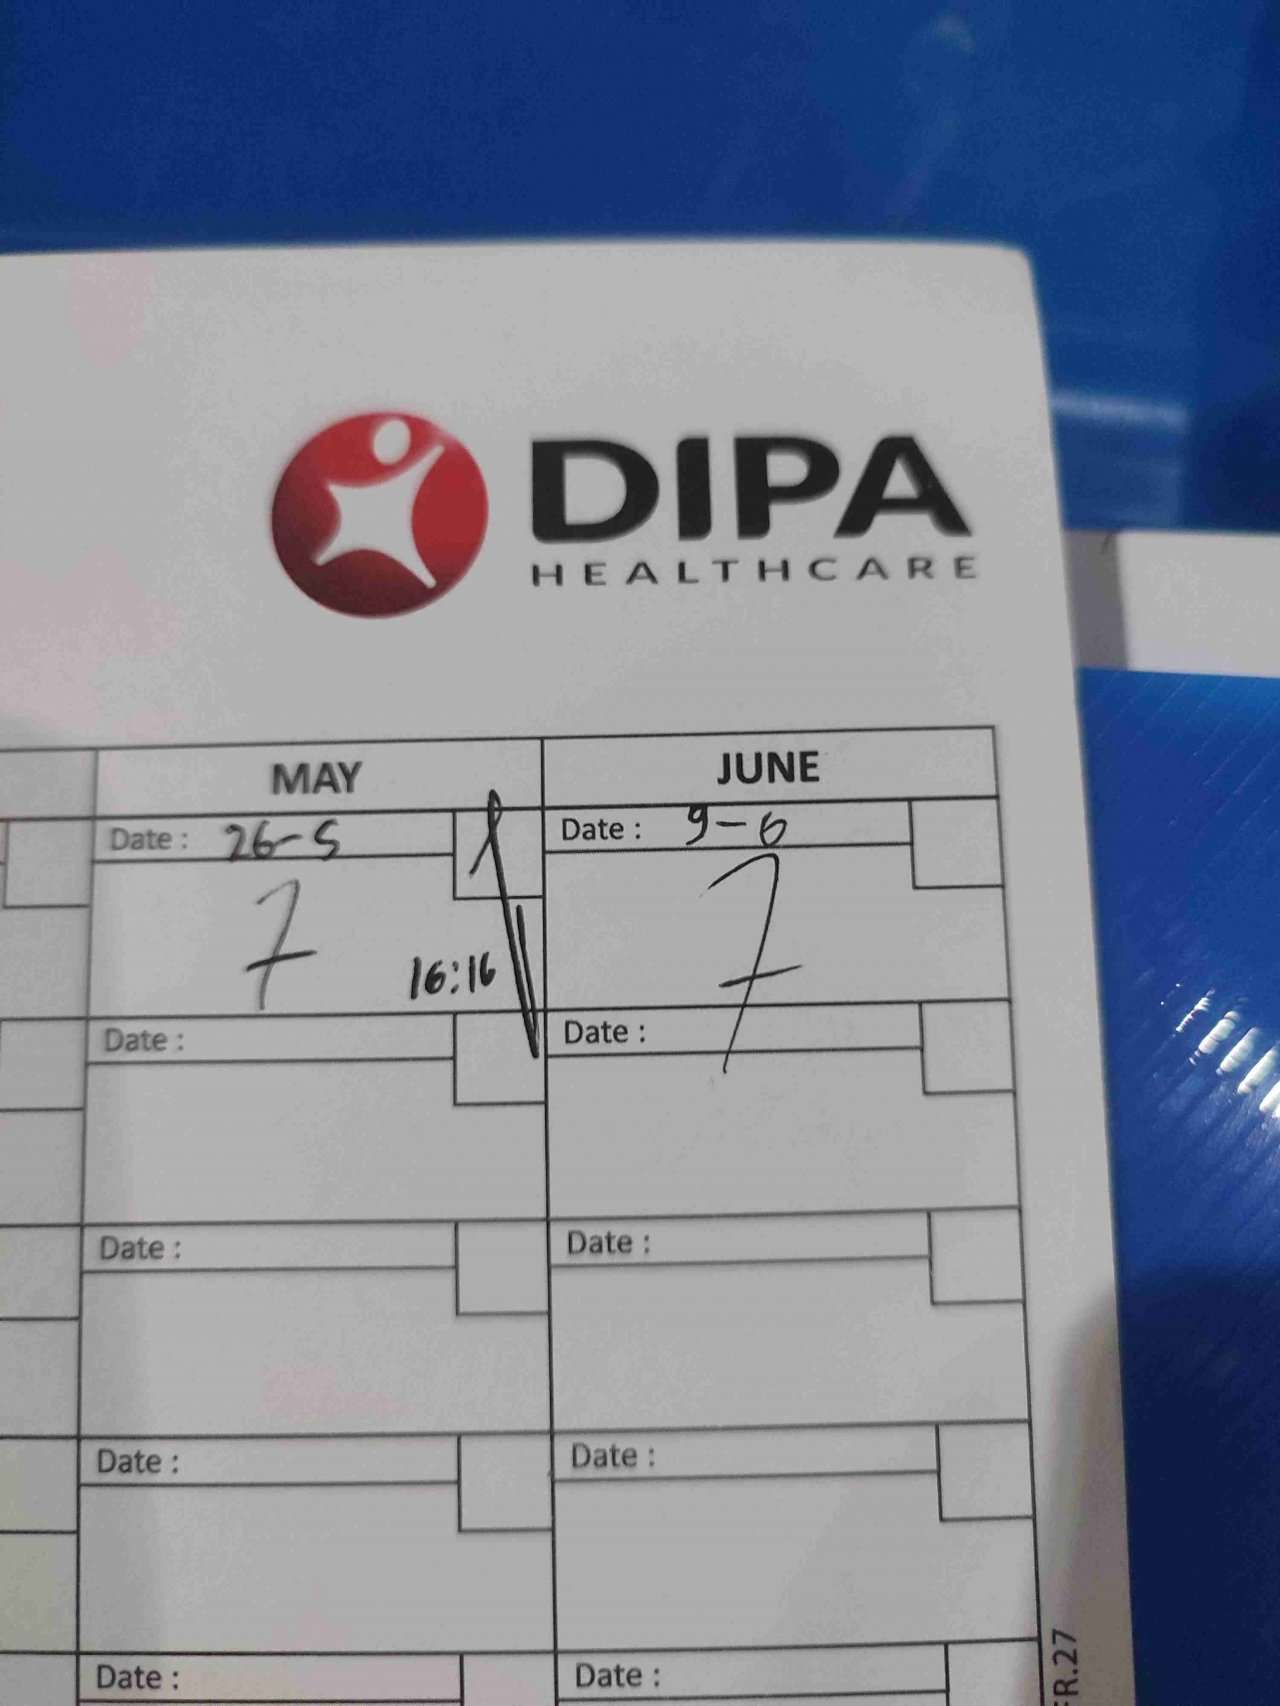 DIPA
HEALTHCARE
MAY JUNE
Date : 26-5 Date : 9-6
7 16:16 7
Date : Date :
Date : Date :
Date : Date :
Date : Date :
FR.27